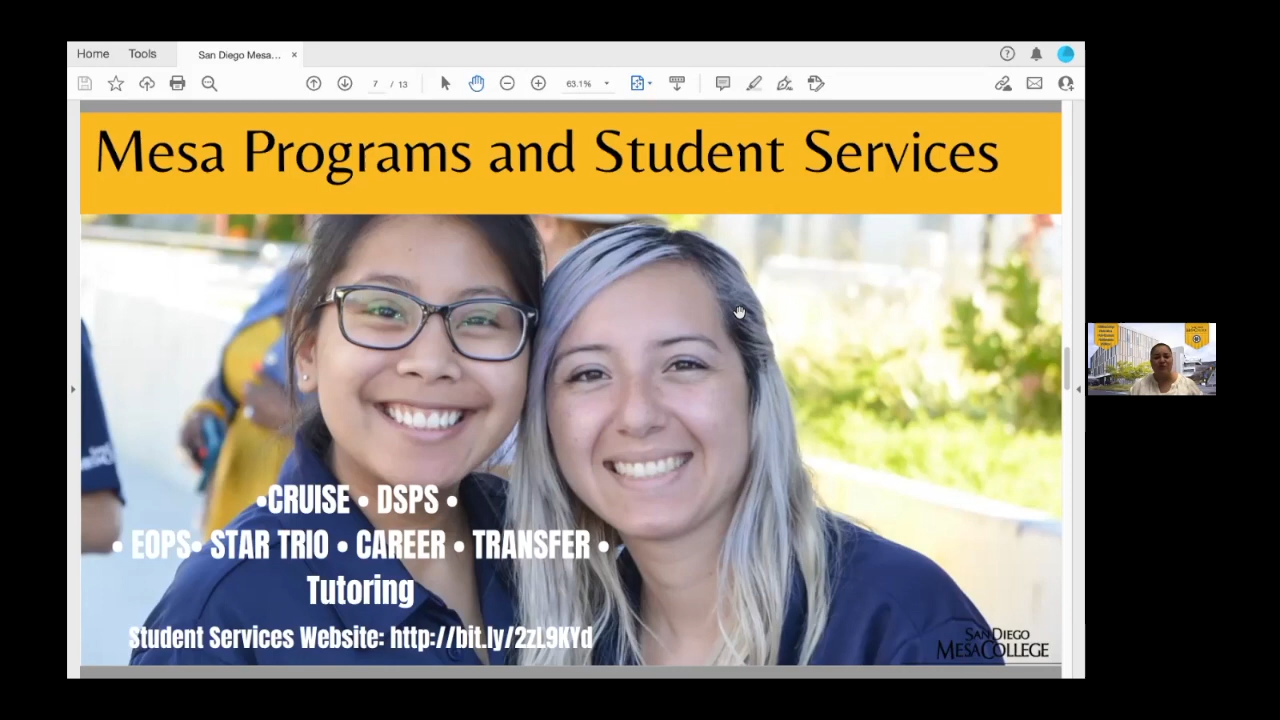 Home Tools San Diego Mesa... ×
7 / 13 63.1%
Mesa Programs and Student Services
•CRUISE • DSPS •
• EOPS• STAR TRIO • CAREER • TRANSFER •
Tutoring
Student Services Website: http://bit.ly/2zL9KYd
SAN DIEGO
MESA COLLEGE